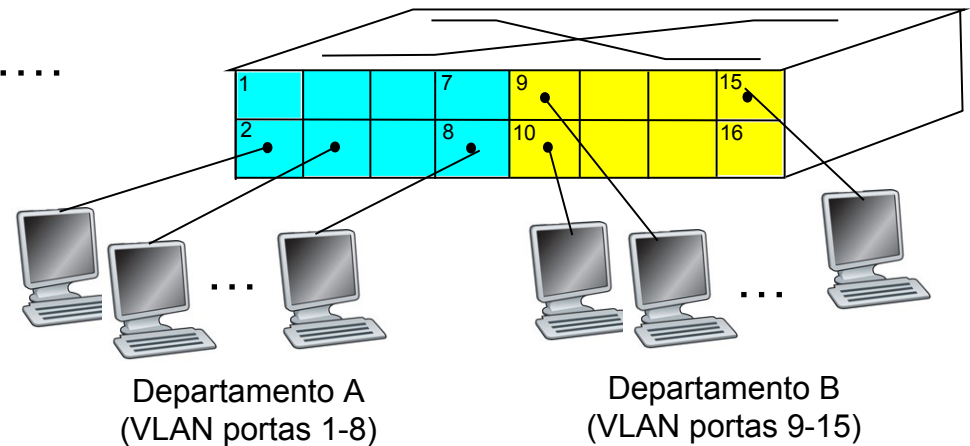 ....
1 7 9 15
2 8 10 16
... ...
Departamento A
(VLAN portas 1-8)
Departamento B
(VLAN portas 9-15)